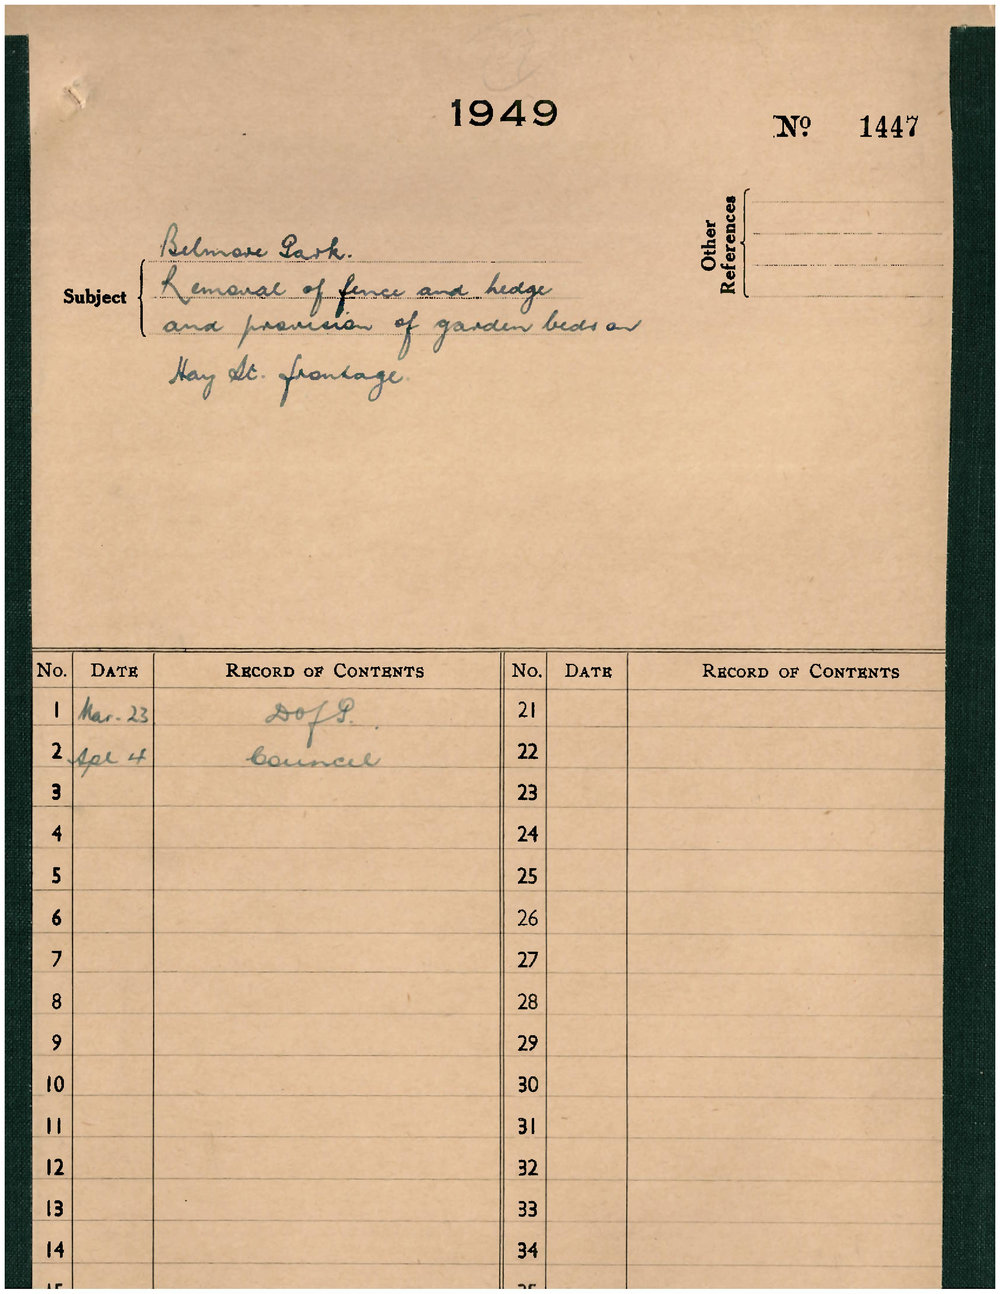 1949
No 1447
Other
References
Subject
Belmore Park.
Removal of fence and hedge
and provision of garden beds on
Hay St. frontage.
No. DATE RECORD OF CONTENTS No. DATE RECORD OF CONTENTS
1 Mar. 23 D of P. 21
2 Apl 4 Council 22
3 23
4 24
5 25
6 26
7 27
8 28
9 29
10 30
11 31
12 32
13 33
14 34